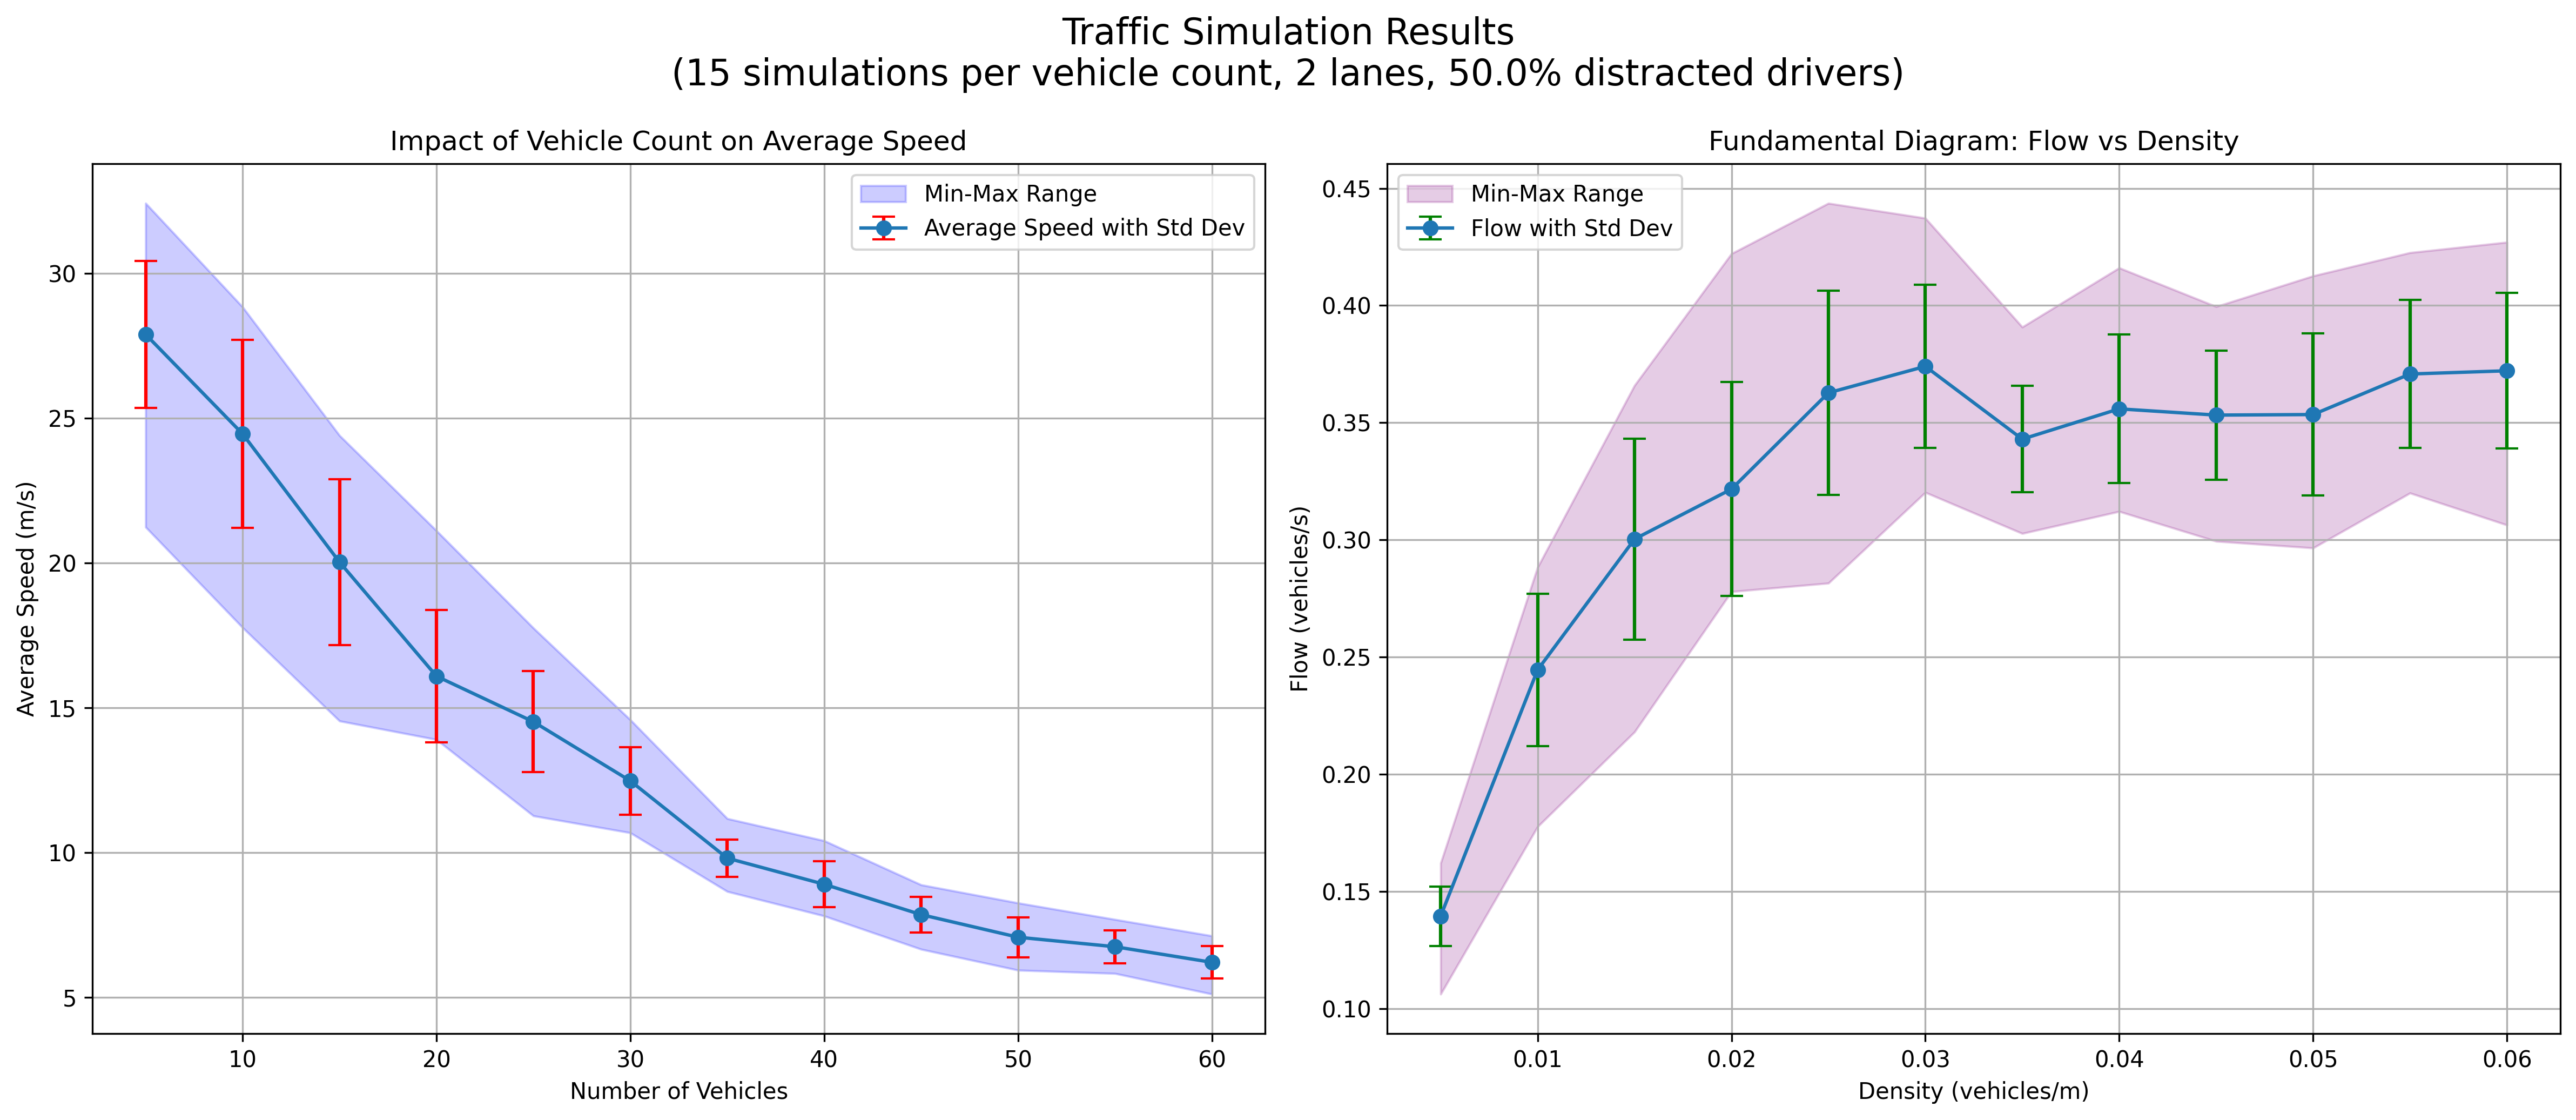 Traffic Simulation Results
(15 simulations per vehicle count, 2 lanes, 50.0% distracted drivers)
Impact of Vehicle Count on Average Speed
Min-Max Range
Average Speed with Std Dev
30
25
20
15
10
5
Average Speed (m/s)
10
20
30
40
50
60
Number of Vehicles
Fundamental Diagram: Flow vs Density
Min-Max Range
Flow with Std Dev
0.45
0.40
0.35
0.30
0.25
0.20
0.15
0.10
Flow (vehicles/s)
0.01
0.02
0.03
0.04
0.05
0.06
Density (vehicles/m)